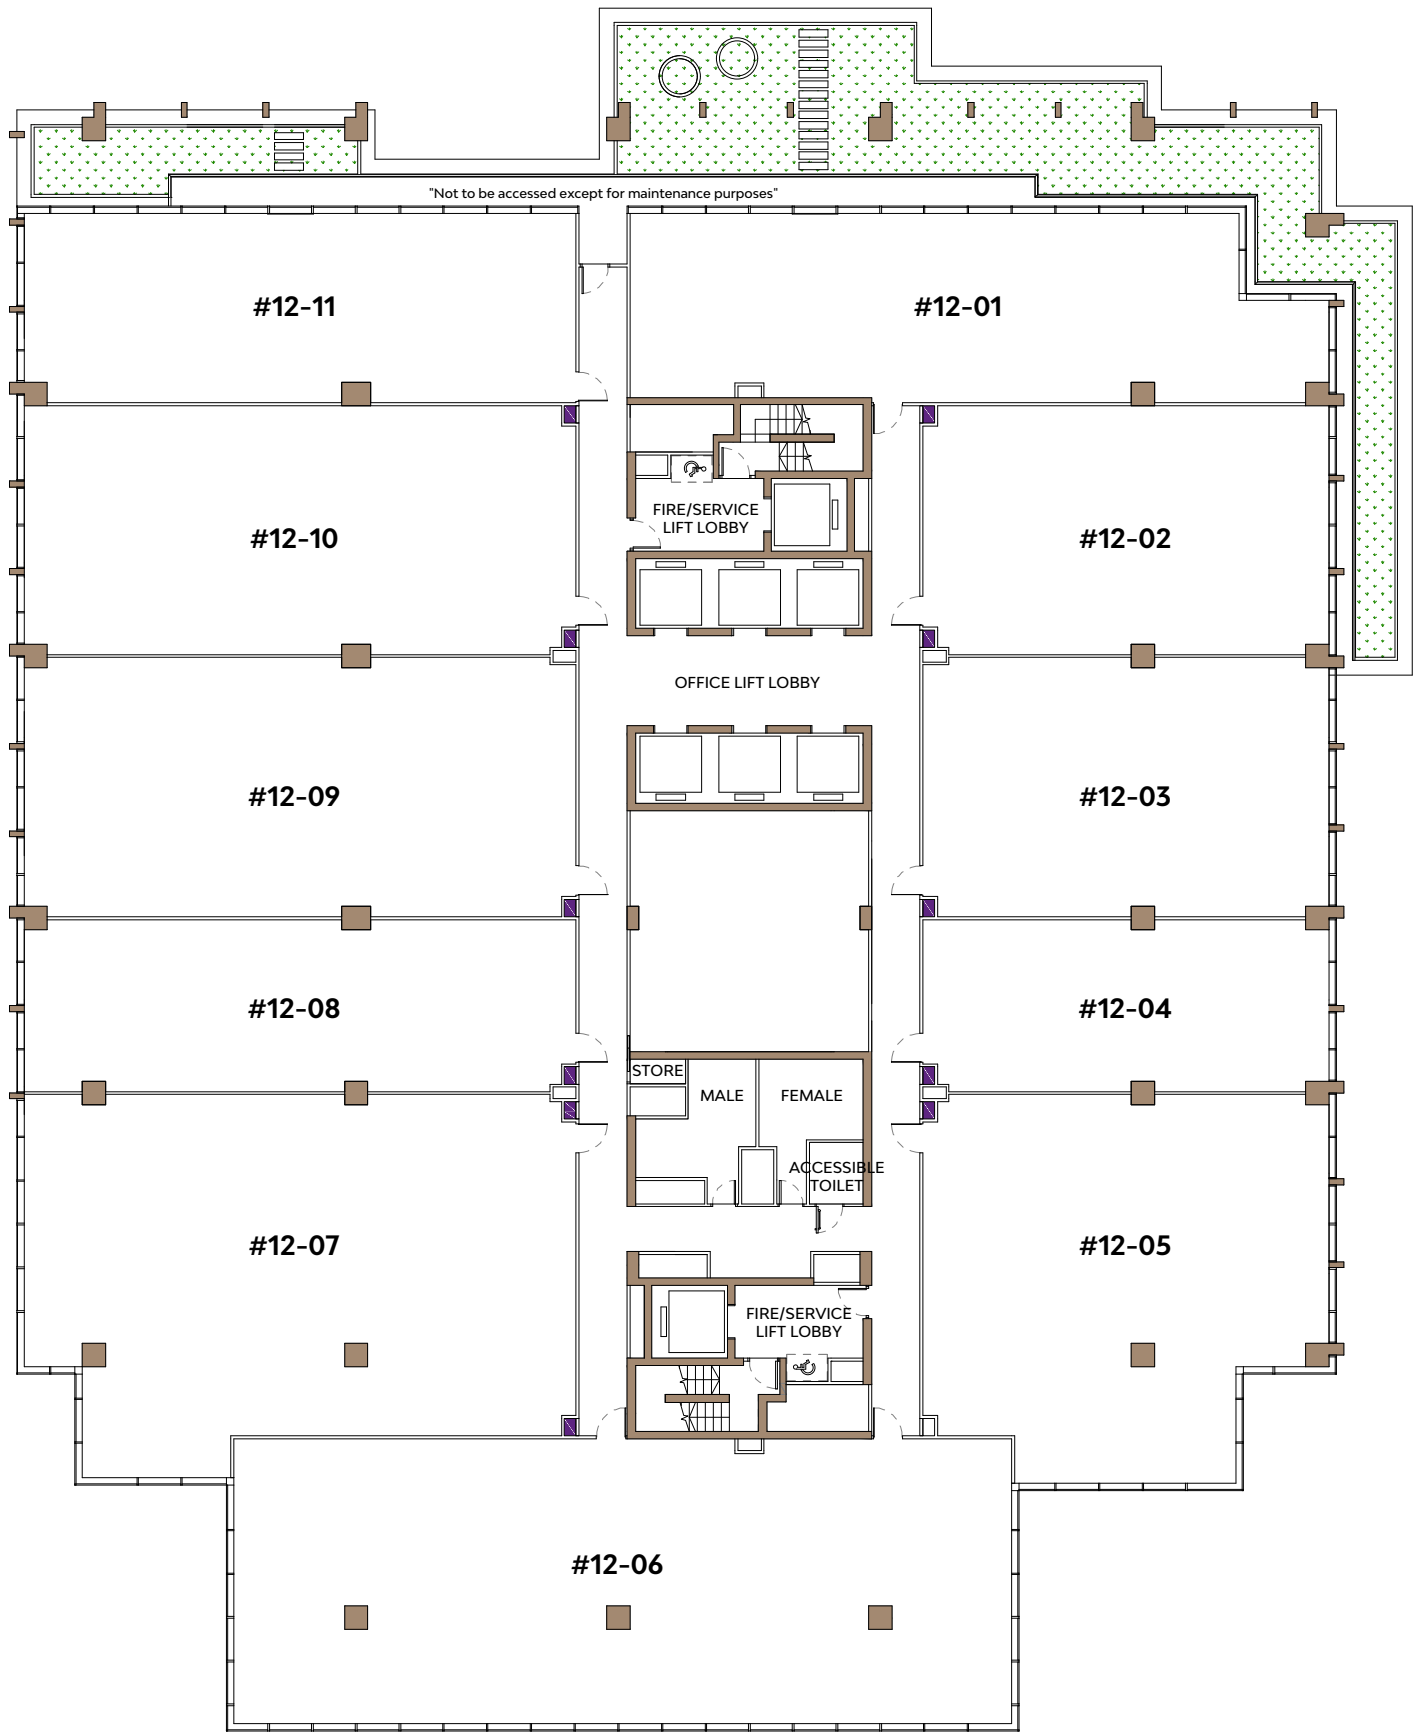 "Not to be accessed except for maintenance purposes"
#12-11
#12-01
FIRE/SERVICE
LIFT LOBBY
#12-10
#12-02
OFFICE LIFT LOBBY
#12-09
#12-03
#12-08
#12-04
STORE
MALE
FEMALE
ACCESSIBLE
TOILET
#12-07
#12-05
FIRE/SERVICE
LIFT LOBBY
#12-06